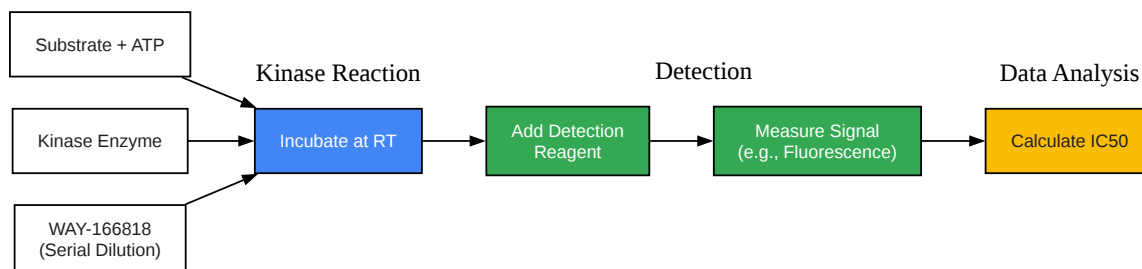 Substrate + ATP
Kinase Reaction
Detection
Data Analysis
Kinase Enzyme
Incubate at RT
Add Detection
Reagent
Measure Signal
(e.g., Fluorescence)
Calculate IC50
WAY-166818
(Serial Dilution)